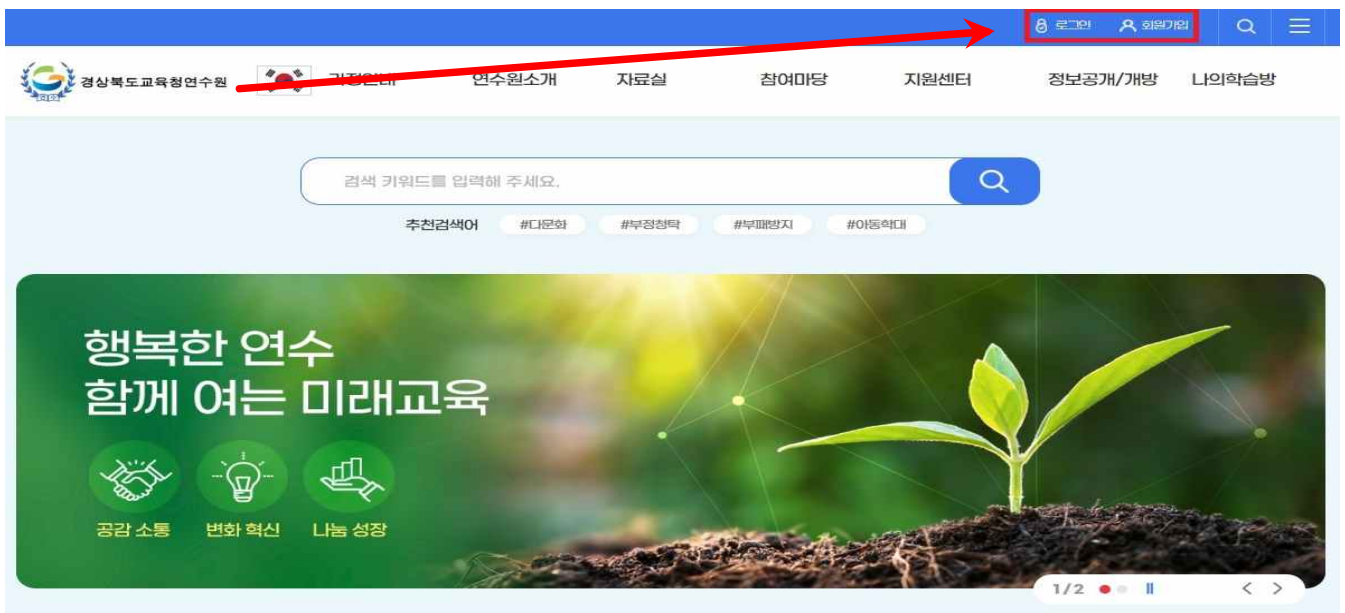 로그인 회원가입
경상북도교육청연수원 과정안내 연수원소개 자료실 참여마당 지원센터 정보공개/개방 나의학습방
검색 키워드를 입력해 주세요.
추천검색어 #다문화 #부정청탁 #부패방지 #아동학대
행복한 연수
함께 여는 미래교육
공감 소통 변화 혁신 나눔 성장
1/2